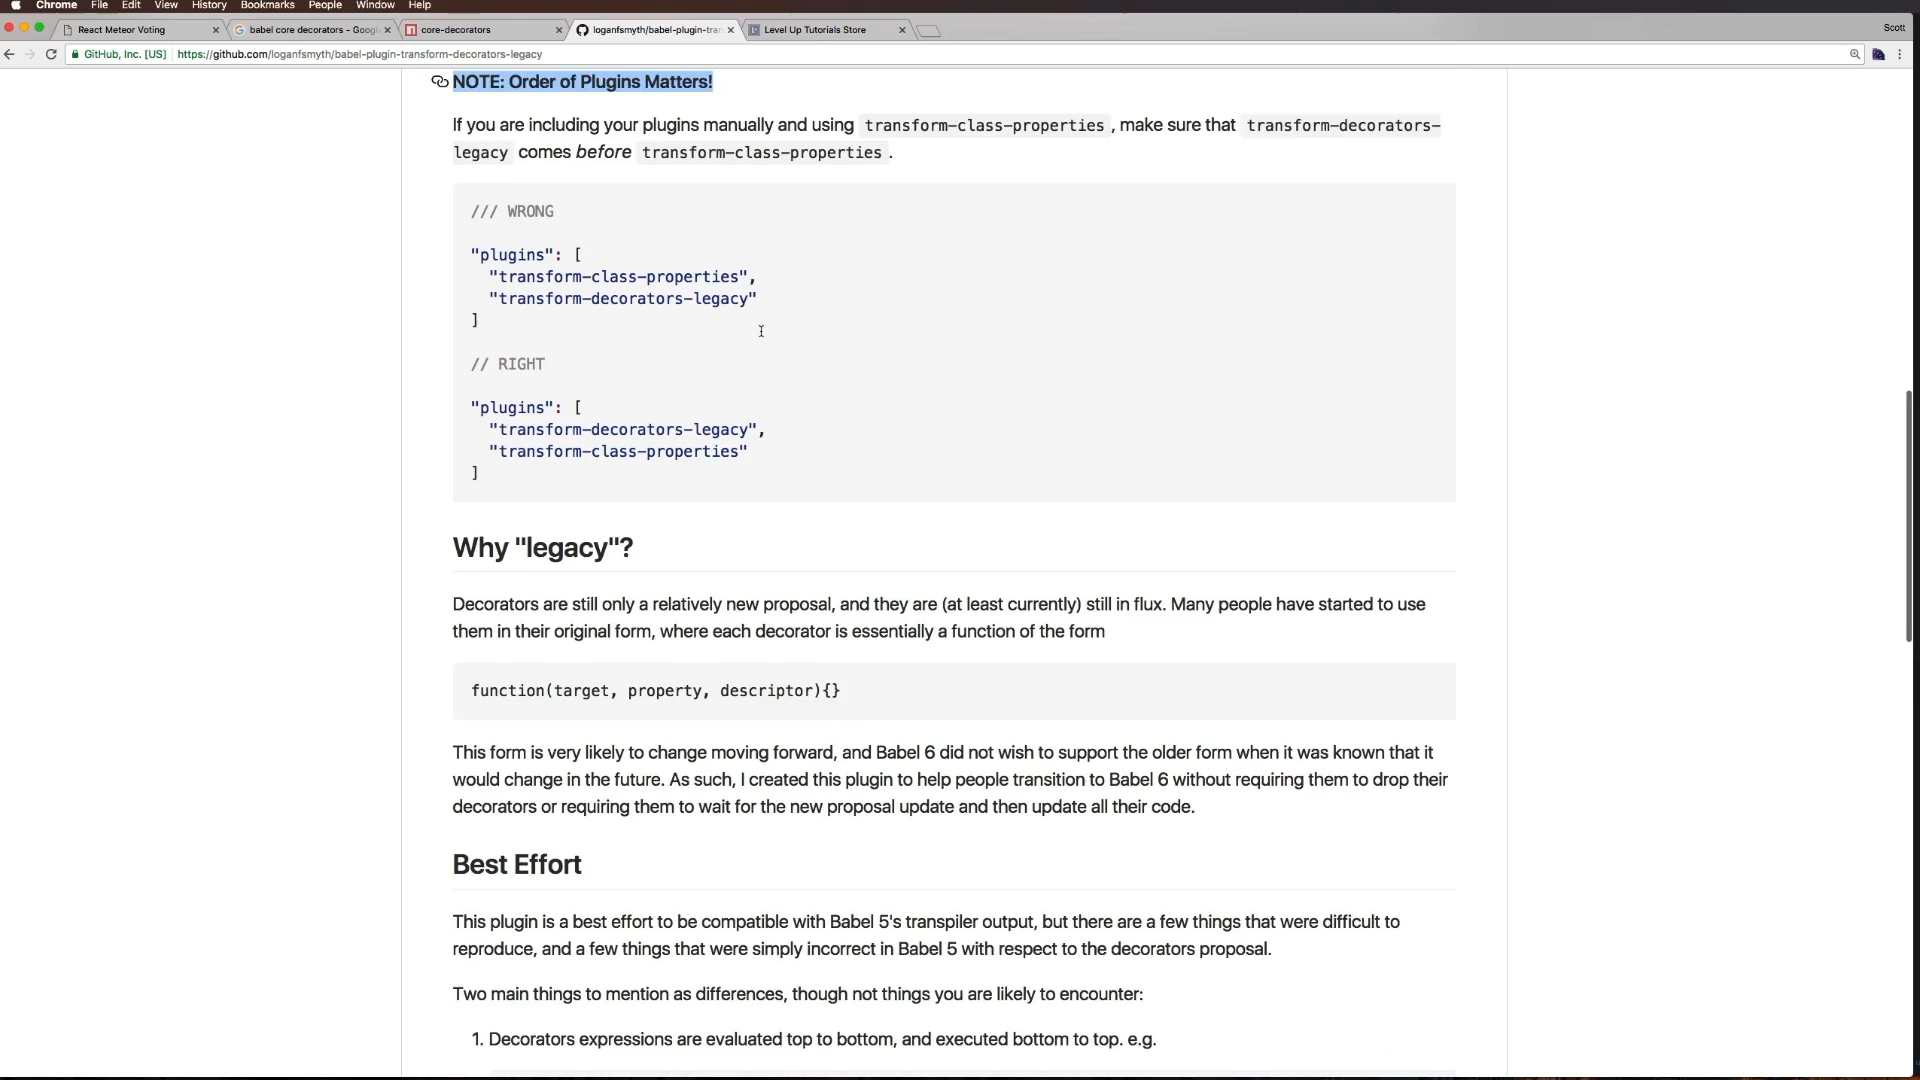 Chrome File Edit View History Bookmarks People Window Help
React Meteor Voting
babel core decorators - Googl
core-decorators
loganfsmyth/babel-plugin-tran
Level Up Tutorials Store
Scott
GitHub, Inc. [US] https://github.com/loganfsmyth/babel-plugin-transform-decorators-legacy
NOTE: Order of Plugins Matters!
If you are including your plugins manually and using transform-class-properties, make sure that transform-decorators-
legacy comes before transform-class-properties.
/// WRONG
"plugins": [
"transform-class-properties",
"transform-decorators-legacy"
]
// RIGHT
"plugins": [
"transform-decorators-legacy",
"transform-class-properties"
]
Why "legacy"?
Decorators are still only a relatively new proposal, and they are (at least currently) still in flux. Many people have started to use
them in their original form, where each decorator is essentially a function of the form
function(target, property, descriptor){}
This form is very likely to change moving forward, and Babel 6 did not wish to support the older form when it was known that it
would change in the future. As such, I created this plugin to help people transition to Babel 6 without requiring them to drop their
decorators or requiring them to wait for the new proposal update and then update all their code.
Best Effort
This plugin is a best effort to be compatible with Babel 5's transpiler output, but there are a few things that were difficult to
reproduce, and a few things that were simply incorrect in Babel 5 with respect to the decorators proposal.
Two main things to mention as differences, though not things you are likely to encounter:
1. Decorators expressions are evaluated top to bottom, and executed bottom to top. e.g.